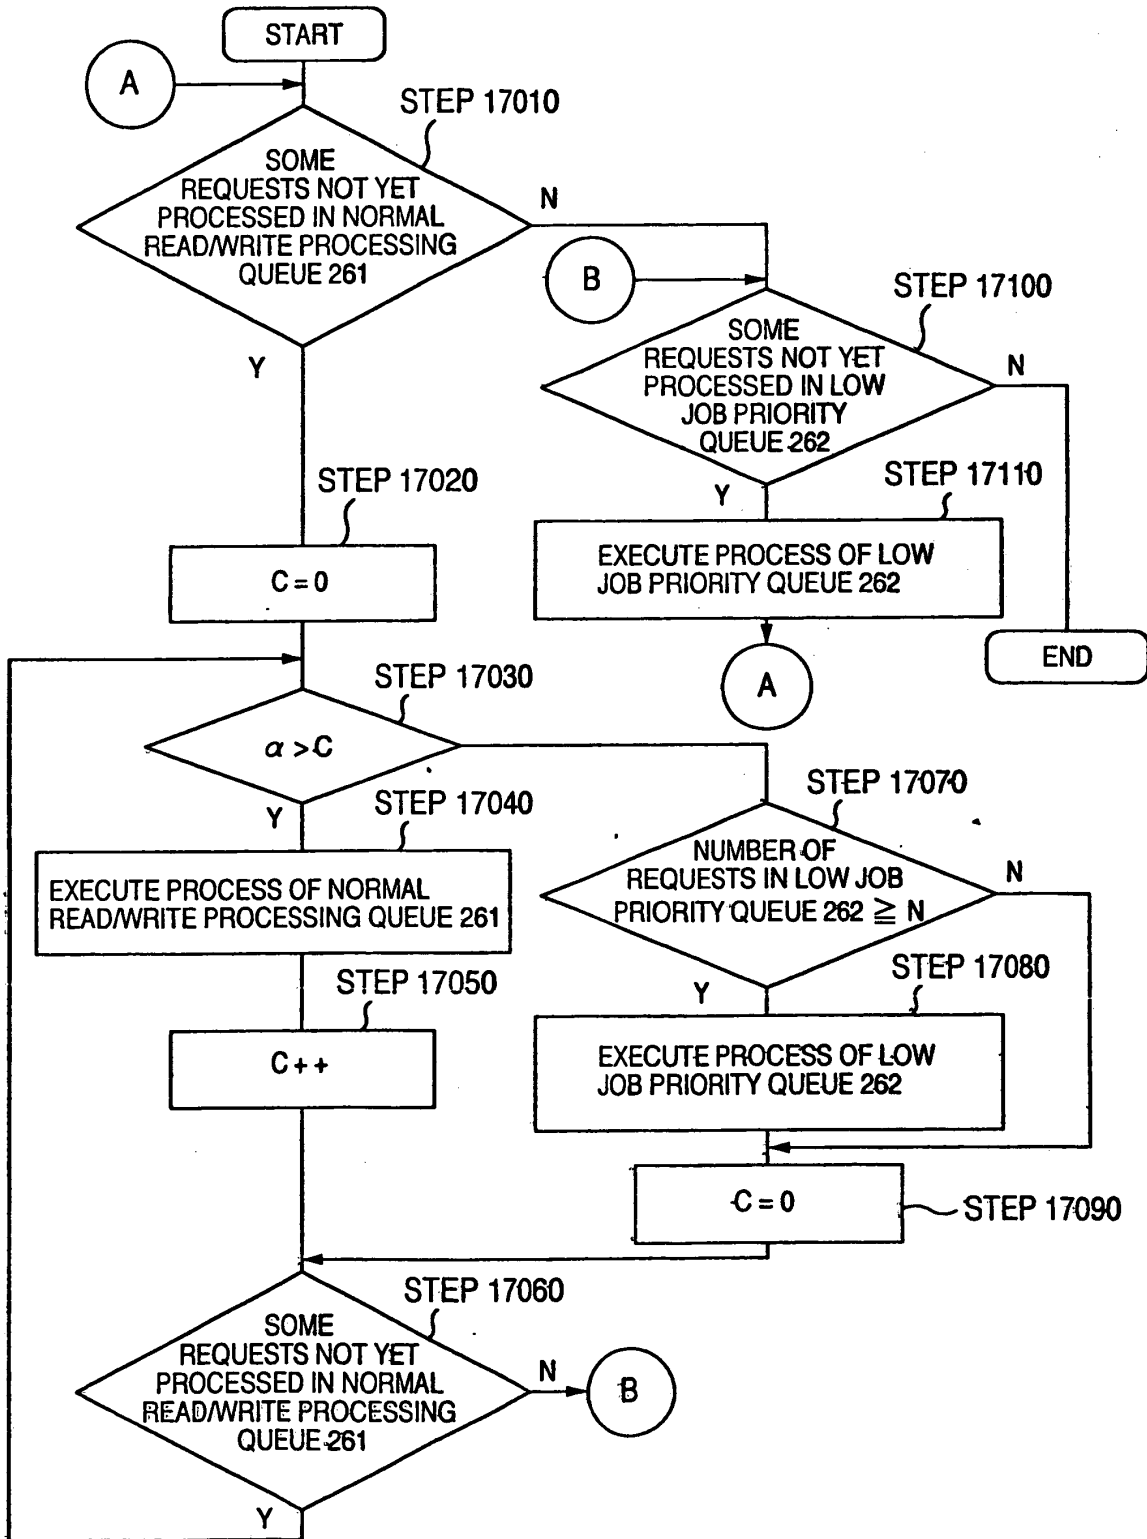 START
A
STEP 17010
SOME
REQUESTS NOT YET
PROCESSED IN NORMAL
READ/WRITE PROCESSING
QUEUE 261
N
Y
B
STEP 17100
SOME
REQUESTS NOT YET
PROCESSED IN LOW
JOB PRIORITY
QUEUE 262
N
Y
STEP 17110
EXECUTE PROCESS OF LOW
JOB PRIORITY QUEUE 262
A
END
STEP 17020
C = 0
STEP 17030
α > C
Y
STEP 17040
EXECUTE PROCESS OF NORMAL
READ/WRITE PROCESSING QUEUE 261
STEP 17050
C + +
STEP 17070
NUMBER OF
REQUESTS IN LOW JOB
PRIORITY QUEUE 262 ≧ N
N
Y
STEP 17080
EXECUTE PROCESS OF LOW
JOB PRIORITY QUEUE 262
C = 0
STEP 17090
STEP 17060
SOME
REQUESTS NOT YET
PROCESSED IN NORMAL
READ/WRITE PROCESSING
QUEUE 261
N
B
Y